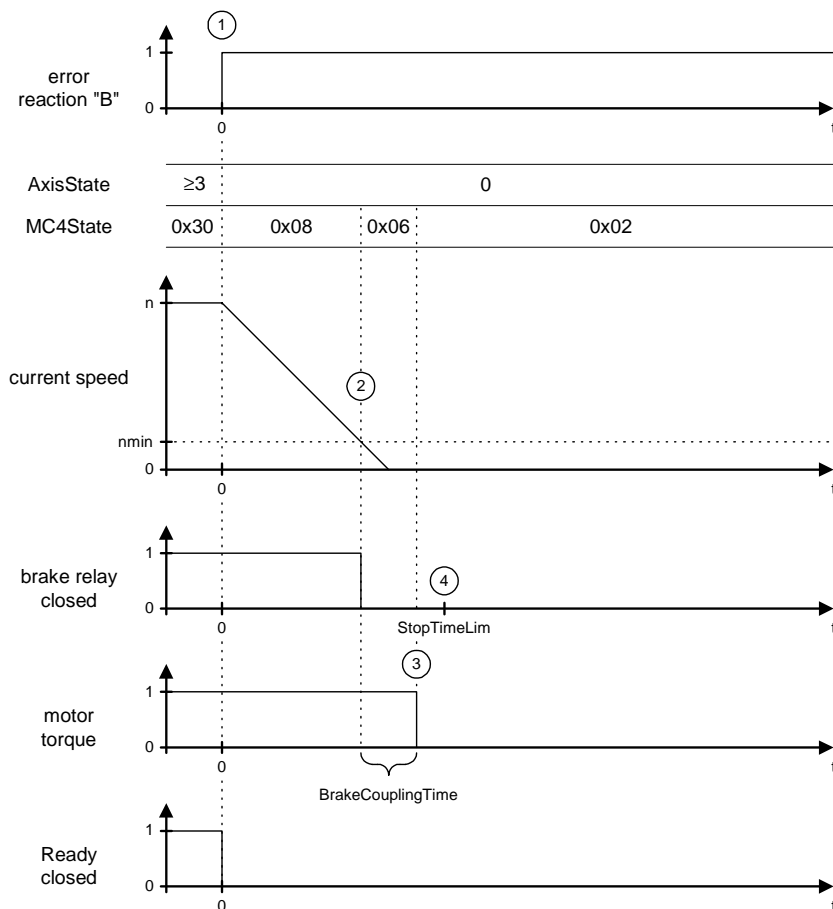 1
1
error
reaction "B"
0
0
t
AxisState
≥3
0
MC4State
0x30
0x08
0x06
0x02
n
current speed
2
nmin
0
0
t
1
brake relay
closed
4
0
0
StopTimeLim
t
3
1
motor
torque
0
0
t
BrakeCouplingTime
1
Ready
closed
0
0
t